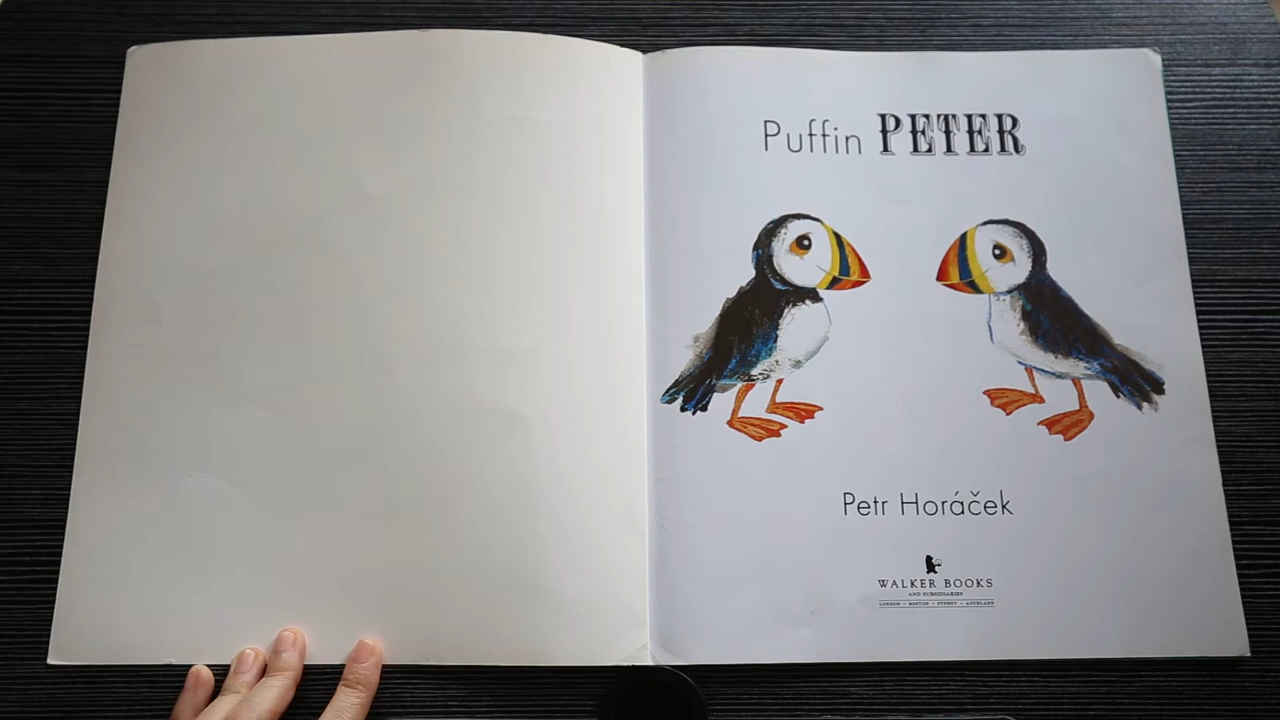 Puffin PETER
Petr Horáček
WALKER BOOKS
AND SUBSIDIARIES
LONDON • BOSTON • SYDNEY • AUCKLAND